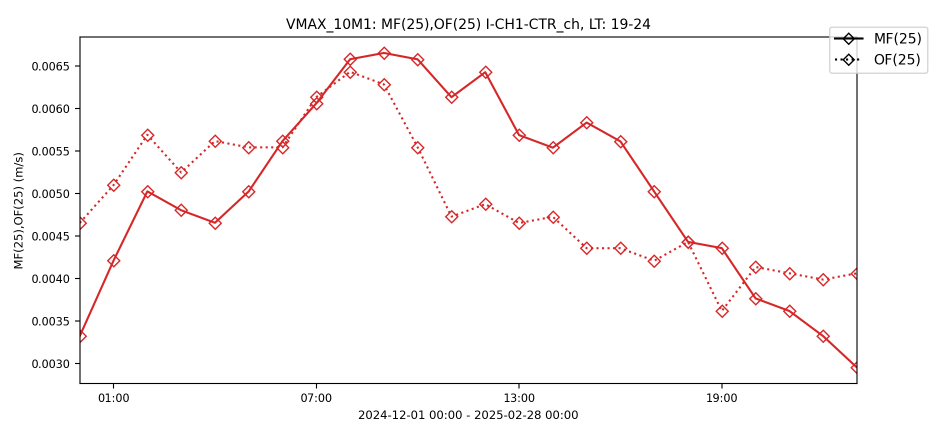 VMAX_10M1: MF(25),OF(25) I-CH1-CTR_ch, LT: 19-24
MF(25)
OF(25)
MF(25),OF(25) (m/s)
0.0065
0.0060
0.0055
0.0050
0.0045
0.0040
0.0035
0.0030
01:00 07:00 13:00 19:00
2024-12-01 00:00 - 2025-02-28 00:00